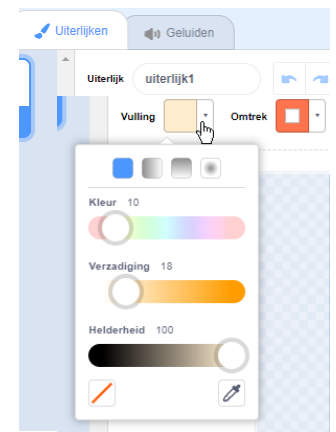 Uiterlijken Geluiden
Uiterlijk uiterlijk1
Vulling Omtrek
Kleur 10
Verzadiging 18
Helderheid 100